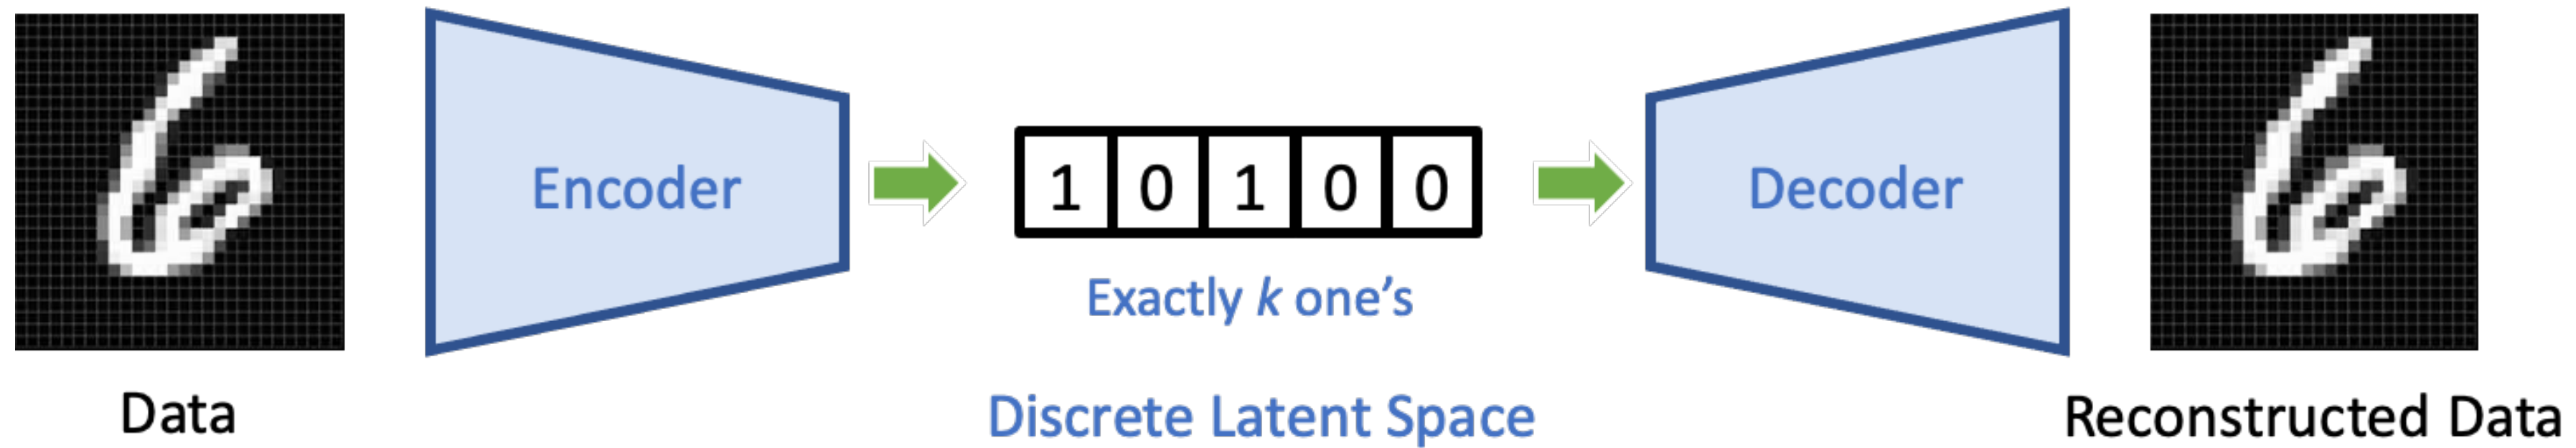 Encoder
1 0 1 0 0
Decoder
Exactly k one's
Data
Discrete Latent Space
Reconstructed Data